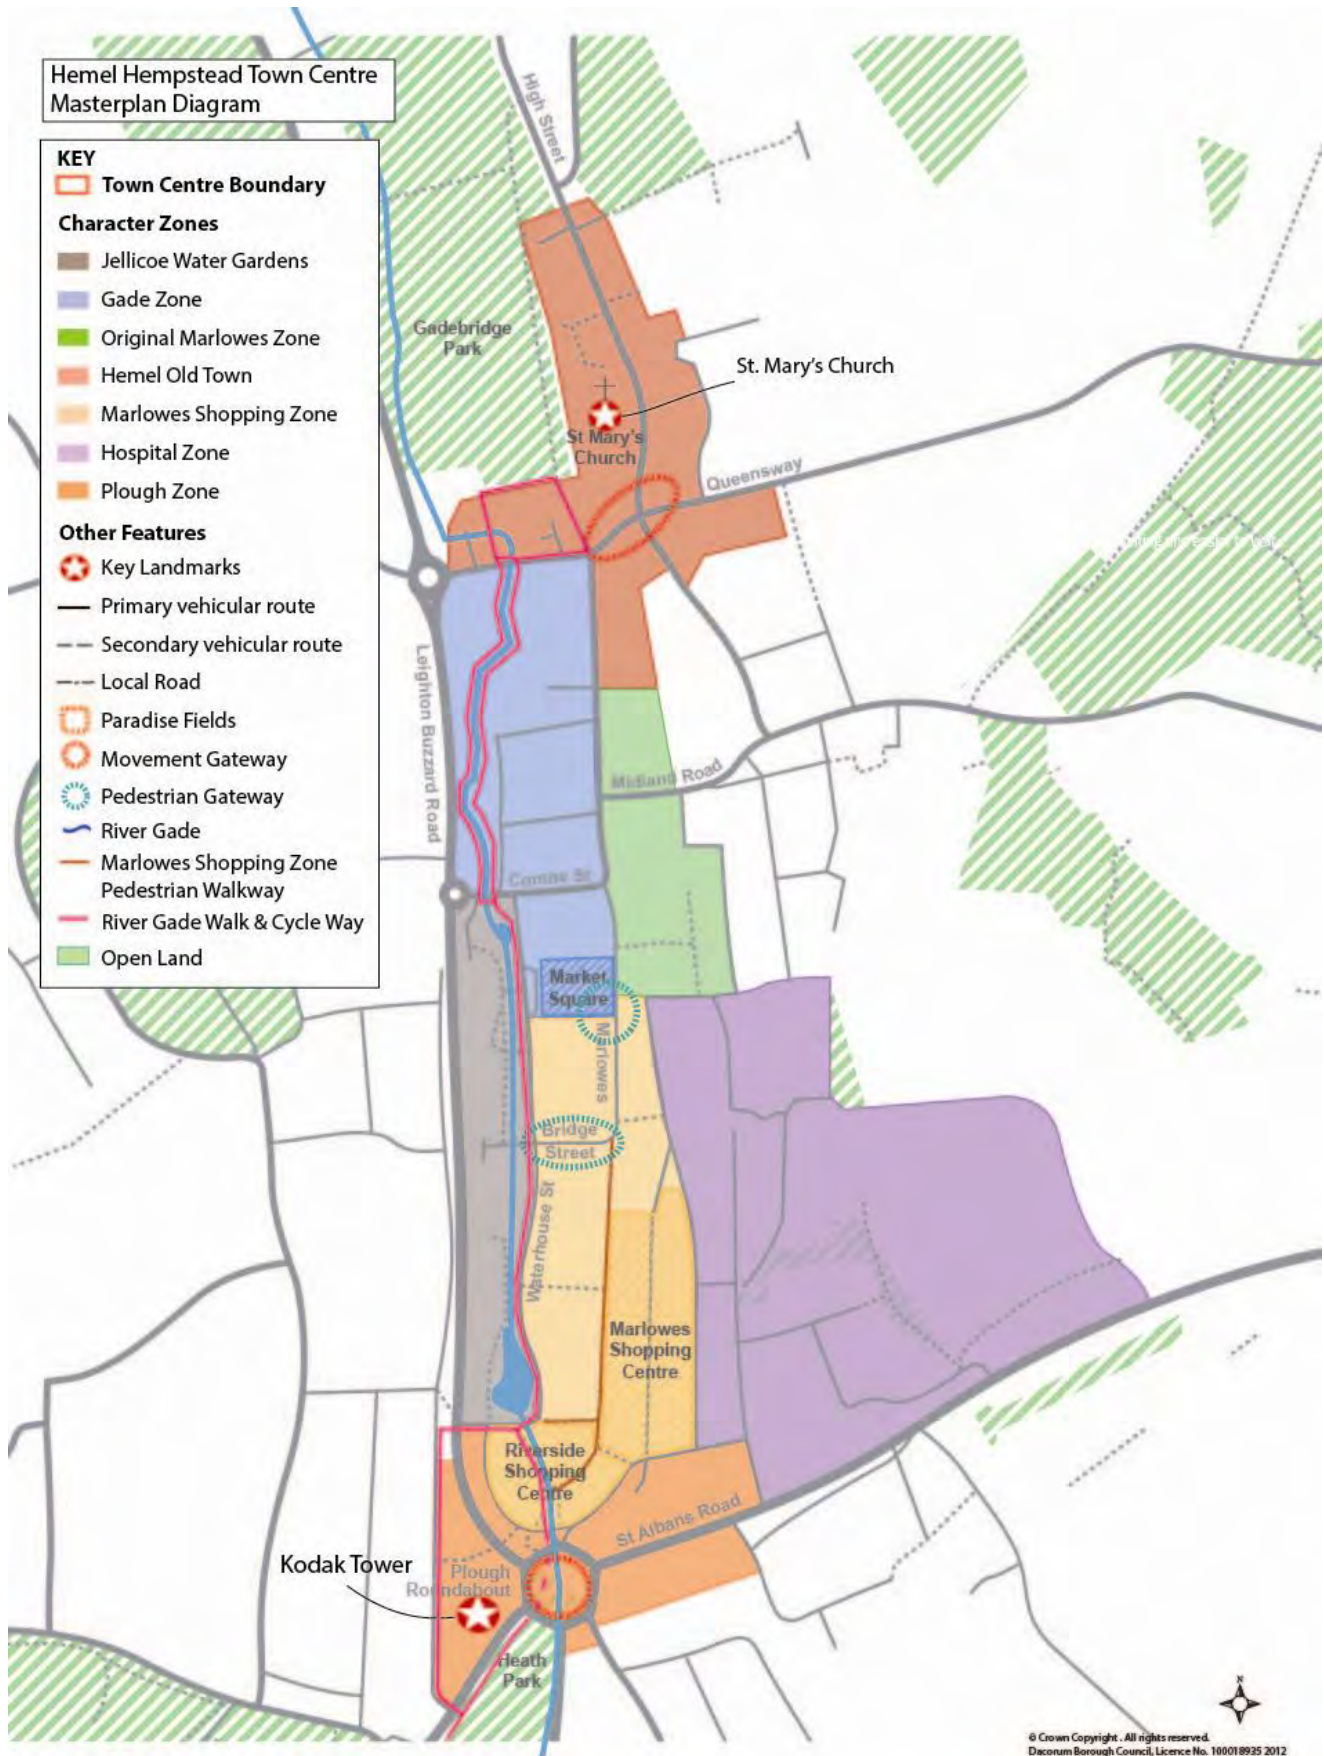 Hemel Hempstead Town Centre
Masterplan Diagram
KEY
Town Centre Boundary
Character Zones
Jellicoe Water Gardens
Gade Zone
Original Marlowes Zone
Hemel Old Town
Marlowes Shopping Zone
Hospital Zone
Plough Zone
Other Features
Key Landmarks
Primary vehicular route
Secondary vehicular route
Local Road
Paradise Fields
Movement Gateway
Pedestrian Gateway
River Gade
Marlowes Shopping Zone
Pedestrian Walkway
River Gade Walk & Cycle Way
Open Land
High Street
Gadebridge
Park
St. Mary's Church
St Mary's
Church
Queensway
Leighton Buzzard Road
Midland Road
Combe St
Market
Square
Marlowes
Bridge
Street
Waterhouse St
Marlowes
Shopping
Centre
Riverside
Shopping
Centre
St Albans Road
Kodak Tower
Plough
Roundabout
Heath
Park
N
© Crown Copyright . All rights reserved.
Dacorum Borough Council, Licence No. 100018935 2012